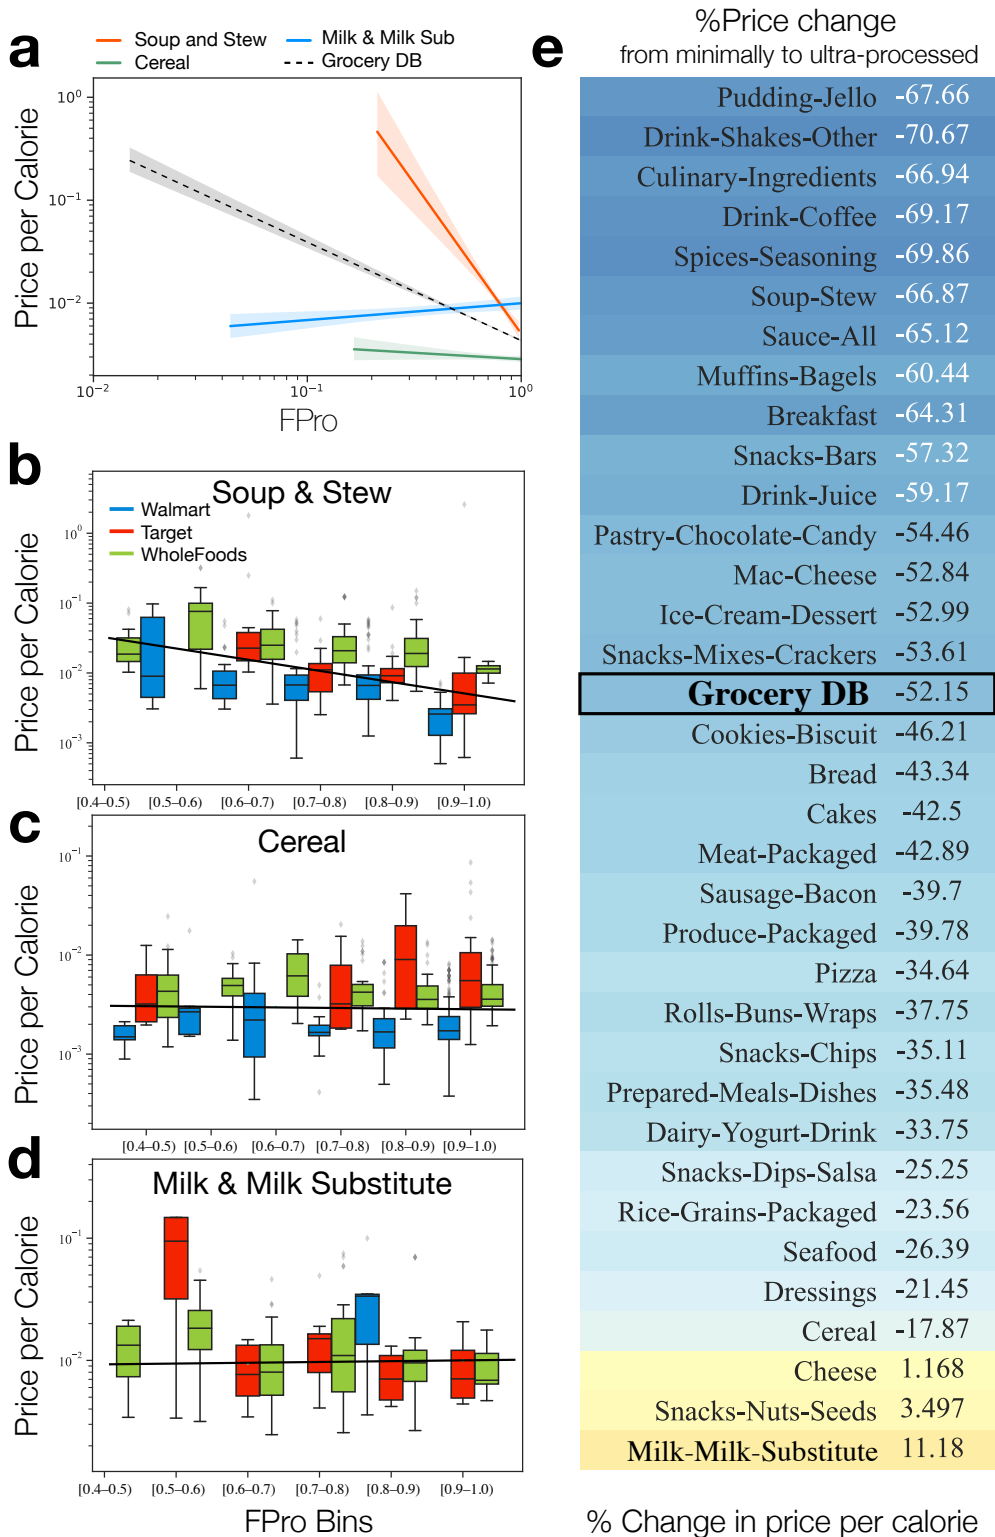 a
Soup and Stew
Milk & Milk Sub
Cereal
Grocery DB
Price per Calorie
10⁰
10⁻¹
10⁻²
10⁻²
10⁻¹
10⁰
FPro
b
Soup & Stew
Walmart
Target
WholeFoods
Price per Calorie
10⁰
10⁻¹
10⁻²
10⁻³
[0.4–0.5)
[0.5–0.6)
[0.6–0.7)
[0.7–0.8)
[0.8–0.9)
[0.9–1.0)
c
Cereal
Price per Calorie
10⁻¹
10⁻²
10⁻³
[0.4–0.5)
[0.5–0.6)
[0.6–0.7)
[0.7–0.8)
[0.8–0.9)
[0.9–1.0)
d
Milk & Milk Substitute
Price per Calorie
10⁻¹
10⁻²
[0.4–0.5)
[0.5–0.6)
[0.6–0.7)
[0.7–0.8)
[0.8–0.9)
[0.9–1.0)
FPro Bins
e
%Price change
from minimally to ultra-processed
Pudding-Jello -67.66
Drink-Shakes-Other -70.67
Culinary-Ingredients -66.94
Drink-Coffee -69.17
Spices-Seasoning -69.86
Soup-Stew -66.87
Sauce-All -65.12
Muffins-Bagels -60.44
Breakfast -64.31
Snacks-Bars -57.32
Drink-Juice -59.17
Pastry-Chocolate-Candy -54.46
Mac-Cheese -52.84
Ice-Cream-Dessert -52.99
Snacks-Mixes-Crackers -53.61
Grocery DB -52.15
Cookies-Biscuit -46.21
Bread -43.34
Cakes -42.5
Meat-Packaged -42.89
Sausage-Bacon -39.7
Produce-Packaged -39.78
Pizza -34.64
Rolls-Buns-Wraps -37.75
Snacks-Chips -35.11
Prepared-Meals-Dishes -35.48
Dairy-Yogurt-Drink -33.75
Snacks-Dips-Salsa -25.25
Rice-Grains-Packaged -23.56
Seafood -26.39
Dressings -21.45
Cereal -17.87
Cheese 1.168
Snacks-Nuts-Seeds 3.497
Milk-Milk-Substitute 11.18
% Change in price per calorie